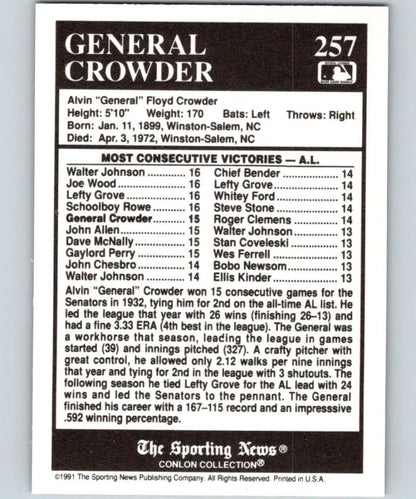 GENERAL
CROWDER
257
Alvin "General" Floyd Crowder
Height: 5'10" Weight: 170 Bats: Left Throws: Right
Born: Jan. 11, 1899, Winston-Salem, NC
Died: Apr. 3, 1972, Winston-Salem, NC
MOST CONSECUTIVE VICTORIES — A.L.
Walter Johnson ............ 16
Joe Wood ..................... 16
Lefty Grove ................... 16
Schoolboy Rowe .......... 16
General Crowder .......... 15
John Allen ..................... 15
Dave McNally ................ 15
Gaylord Perry ................ 15
John Chesbro ............... 14
Walter Johnson ............ 14
Chief Bender ................ 14
Lefty Grove ................... 14
Whitey Ford .................. 14
Steve Stone .................. 14
Roger Clemens ............ 14
Walter Johnson ............ 13
Stan Coveleski ............. 13
Wes Ferrell ................... 13
Bobo Newsom .............. 13
Ellis Kinder ................... 13
Alvin "General" Crowder won 15 consecutive games for the
Senators in 1932, tying him for 2nd on the all-time AL list. He
led the league that year with 26 wins (finishing 26–13) and
had a fine 3.33 ERA (4th best in the league). The General was
a workhorse that season, leading the league in games
started (39) and innings pitched (327). A crafty pitcher with
great control, he allowed only 2.12 walks per nine innings
that year and tying for 2nd in the league with 3 shutouts. The
following season he tied Lefty Grove for the AL lead with 24
wins and led the Senators to the pennant. The General
finished his career with a 167–115 record and an impresssive
.592 winning percentage.
The Sporting News®
CONLON COLLECTION®
©1991 The Sporting News Publishing Company. All Rights Reserved. Printed in U.S.A.